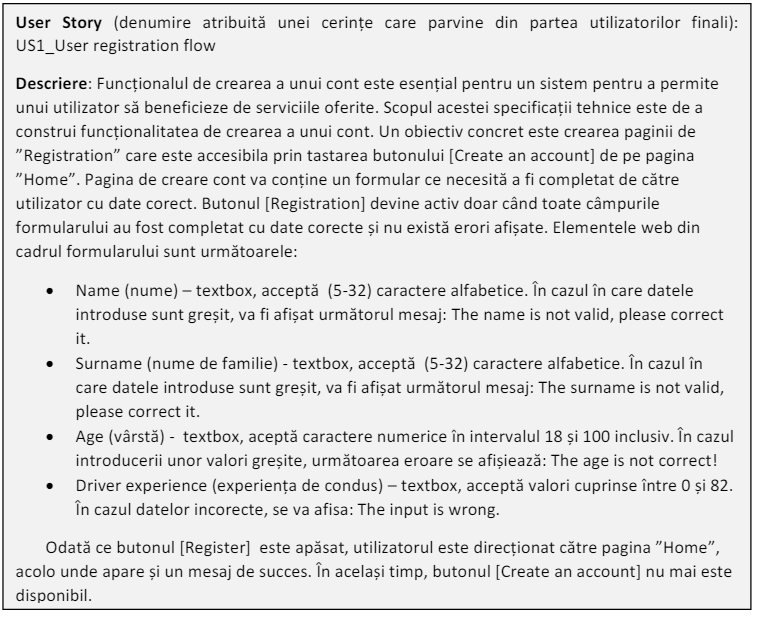 User Story (denumire atribuită unei cerințe care parvine din partea utilizatorilor finali):
US1_User registration flow
Descriere: Funcționalul de crearea a unui cont este esențial pentru un sistem pentru a permite
unui utilizator să beneficieze de serviciile oferite. Scopul acestei specificații tehnice este de a
construi funcționalitatea de crearea a unui cont. Un obiectiv concret este crearea paginii de
”Registration” care este accesibila prin tastarea butonului [Create an account] de pe pagina
”Home”. Pagina de creare cont va conține un formular ce necesită a fi completat de către
utilizator cu date corect. Butonul [Registration] devine activ doar când toate câmpurile
formularului au fost completat cu date corecte și nu există erori afișate. Elementele web din
cadrul formularului sunt următoarele:
• Name (nume) – textbox, acceptă (5-32) caractere alfabetice. În cazul în care datele
introduse sunt greșit, va fi afișat următorul mesaj: The name is not valid, please correct
it.
• Surname (nume de familie) - textbox, acceptă (5-32) caractere alfabetice. În cazul în
care datele introduse sunt greșit, va fi afișat următorul mesaj: The surname is not valid,
please correct it.
• Age (vârstă) - textbox, aceptă caractere numerice în intervalul 18 și 100 inclusiv. În cazul
introducerii unor valori greșite, următoarea eroare se afișiează: The age is not correct!
• Driver experience (experiența de condus) – textbox, acceptă valori cuprinse între 0 și 82.
În cazul datelor incorecte, se va afisa: The input is wrong.
Odată ce butonul [Register] este apăsat, utilizatorul este direcționat către pagina ”Home”,
acolo unde apare și un mesaj de succes. În același timp, butonul [Create an account] nu mai este
disponibil.